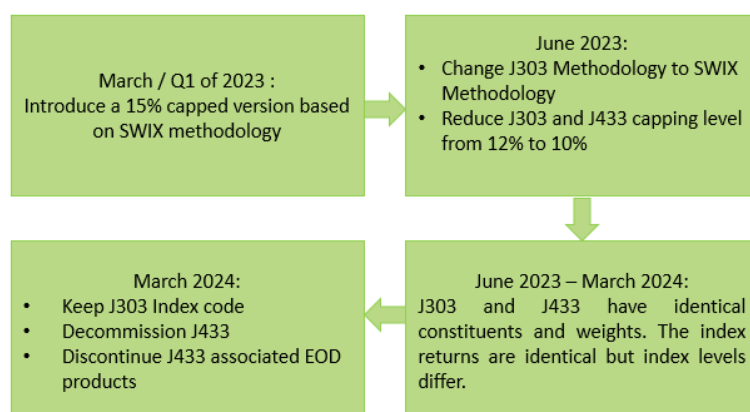 March / Q1 of 2023 :
Introduce a 15% capped version based
on SWIX methodology
June 2023:
• Change J303 Methodology to SWIX
Methodology
• Reduce J303 and J433 capping level
from 12% to 10%
June 2023 – March 2024:
J303 and J433 have identical
constituents and weights. The index
returns are identical but index levels
differ.
March 2024:
• Keep J303 Index code
• Decommission J433
• Discontinue J433 associated EOD
products